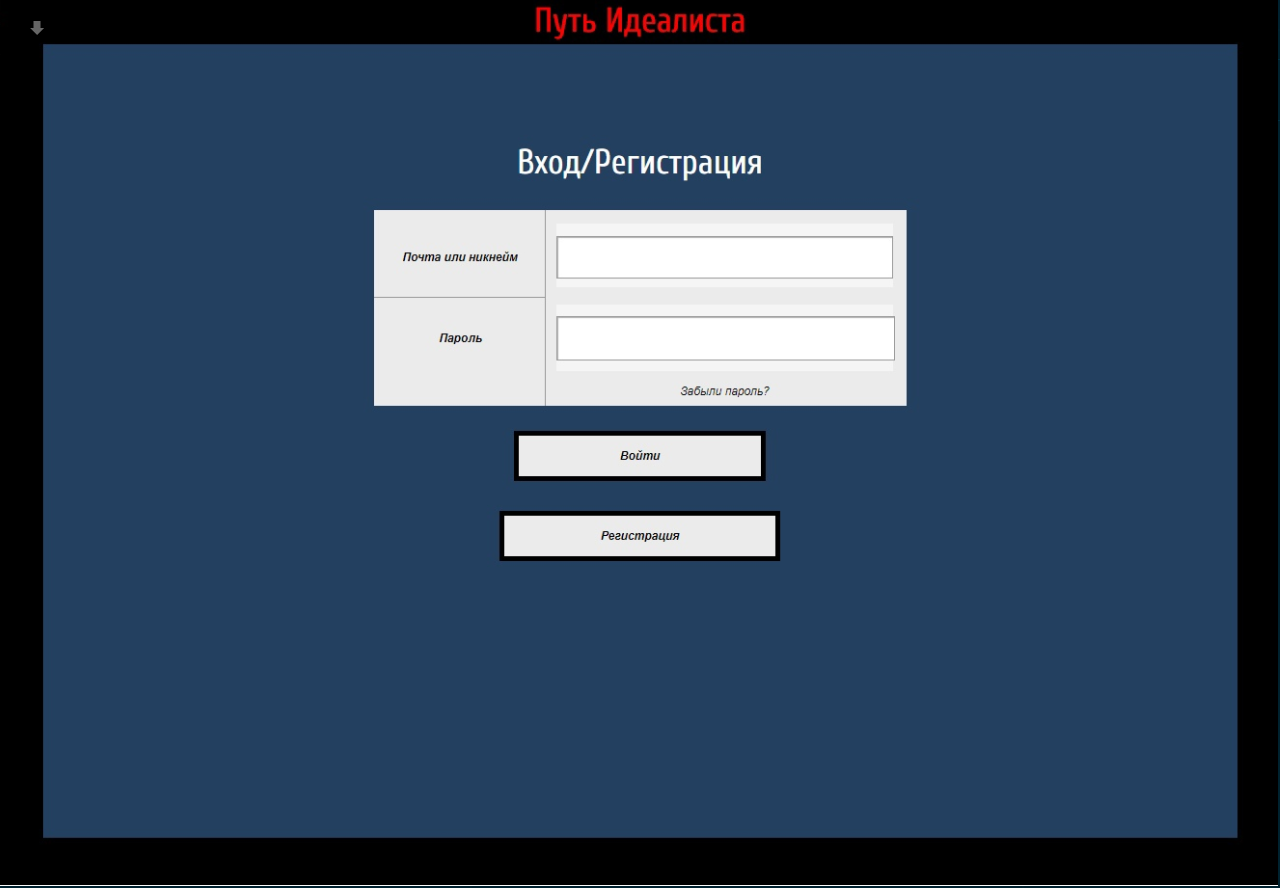 Путь Идеалиста
Вход/Регистрация
Почта или никнейм
Пароль
Забыли пароль?
Войти
Регистрация